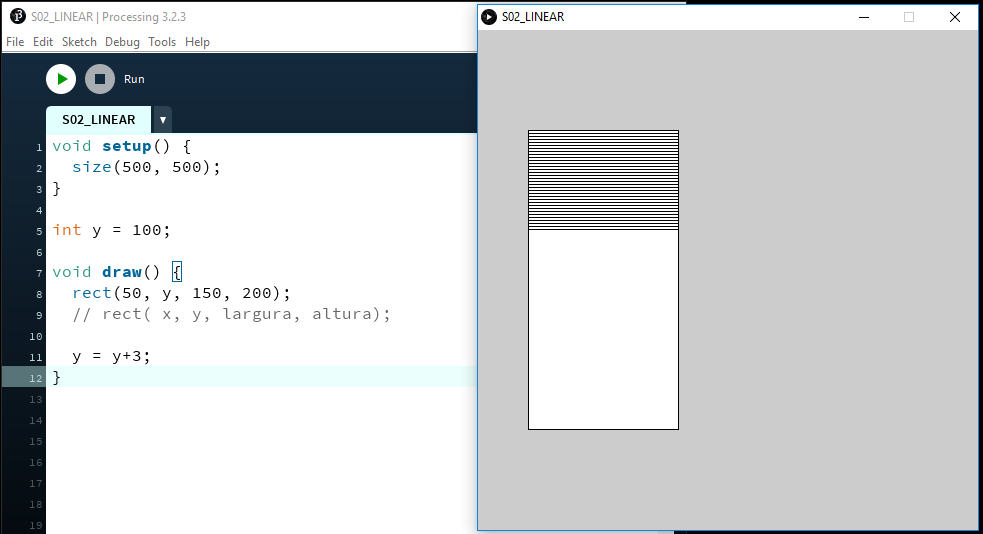 S02_LINEAR | Processing 3.2.3
File Edit Sketch Debug Tools Help
Run
S02_LINEAR
1 void setup() {
2 size(500, 500);
3 }
4
5 int y = 100;
6
7 void draw() {
8 rect(50, y, 150, 200);
9 // rect( x, y, largura, altura);
10
11 y = y+3;
12 }
13
14
15
16
17
18
19
S02_LINEAR